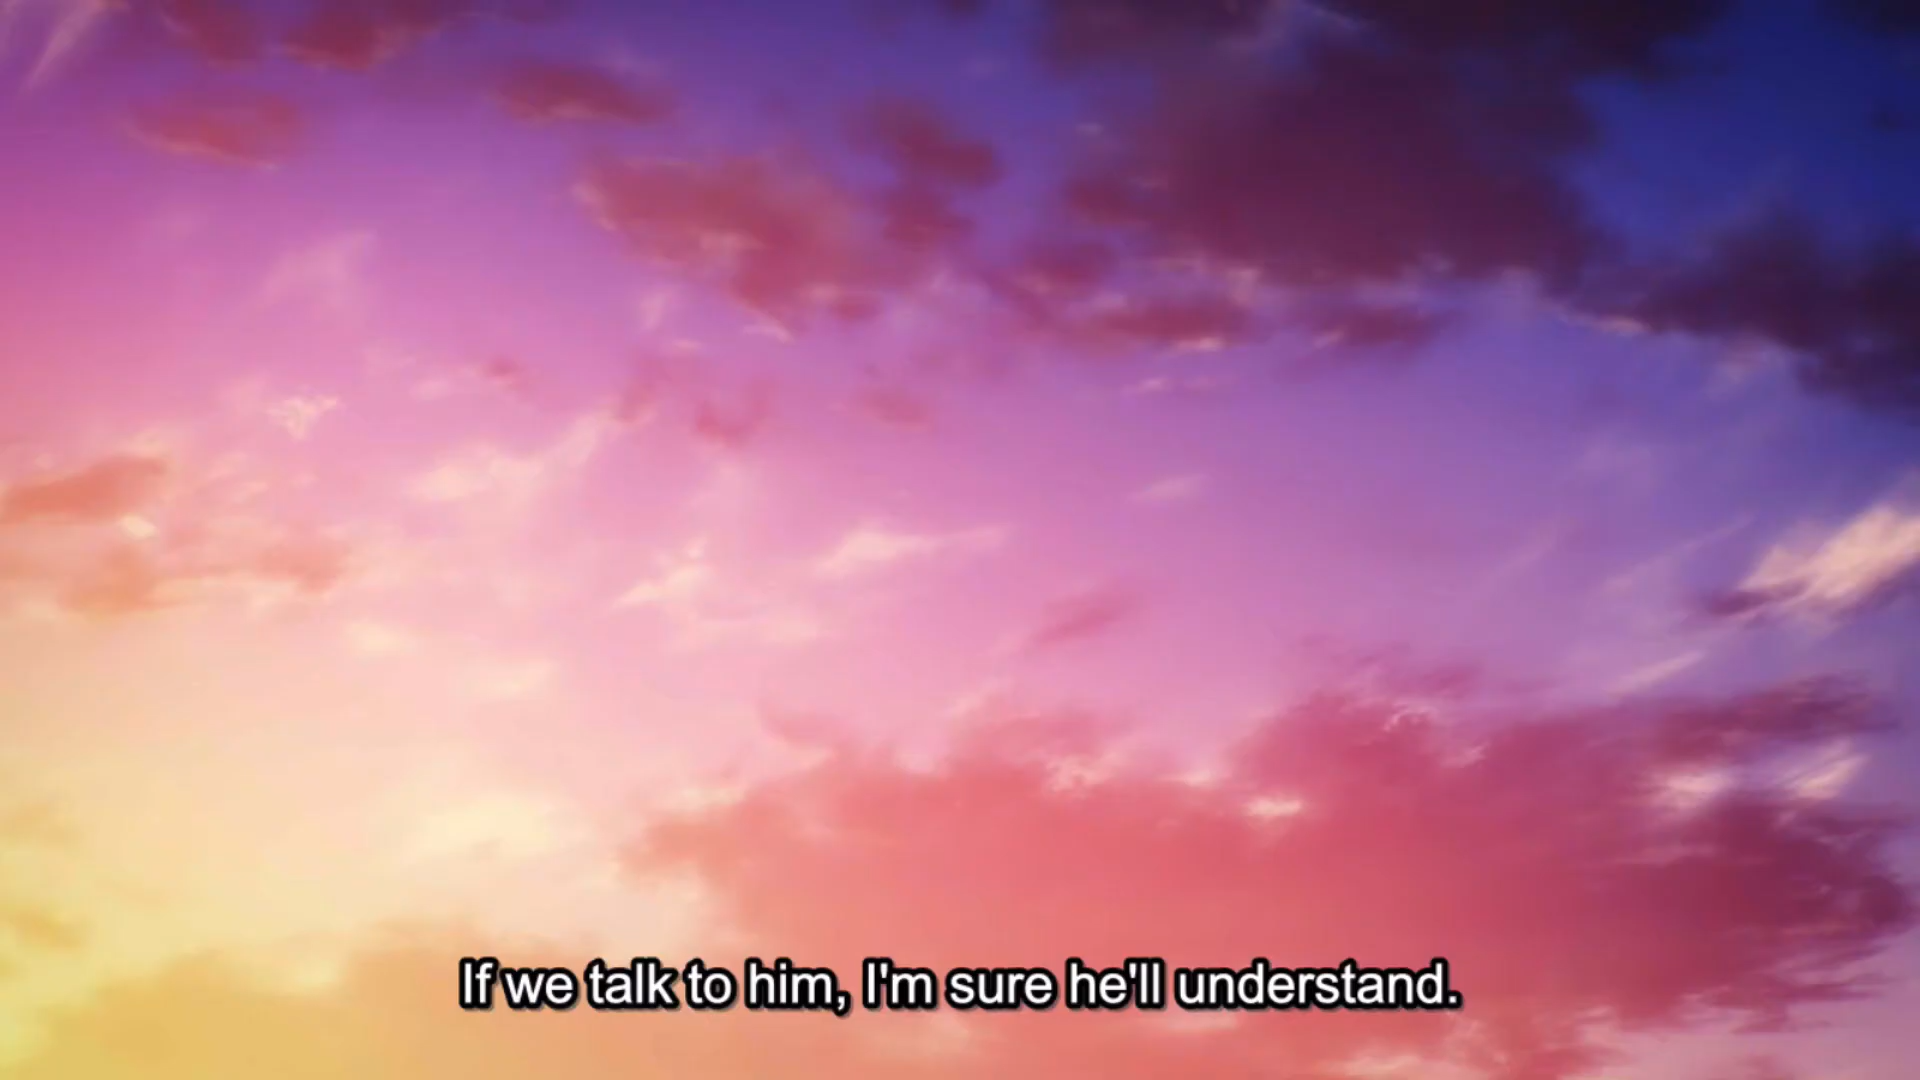 If we talk to him, I'm sure he'll understand.